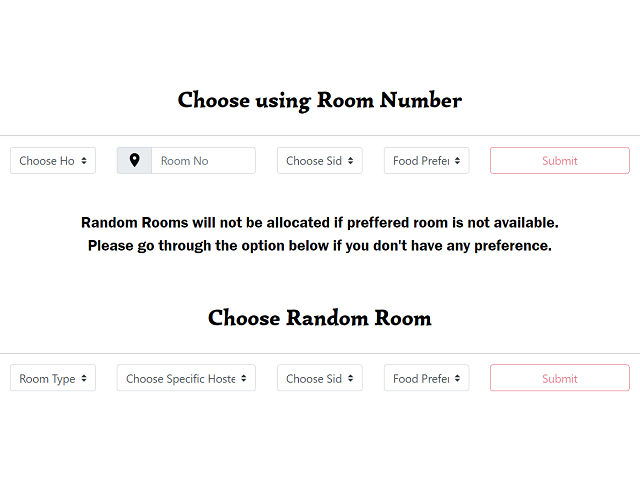 Choose using Room Number
Choose Ho Room No Choose Sid Food Prefer Submit
Random Rooms will not be allocated if preffered room is not available.
Please go through the option below if you don't have any preference.
Choose Random Room
Room Type Choose Specific Hoste Choose Sid Food Prefer Submit